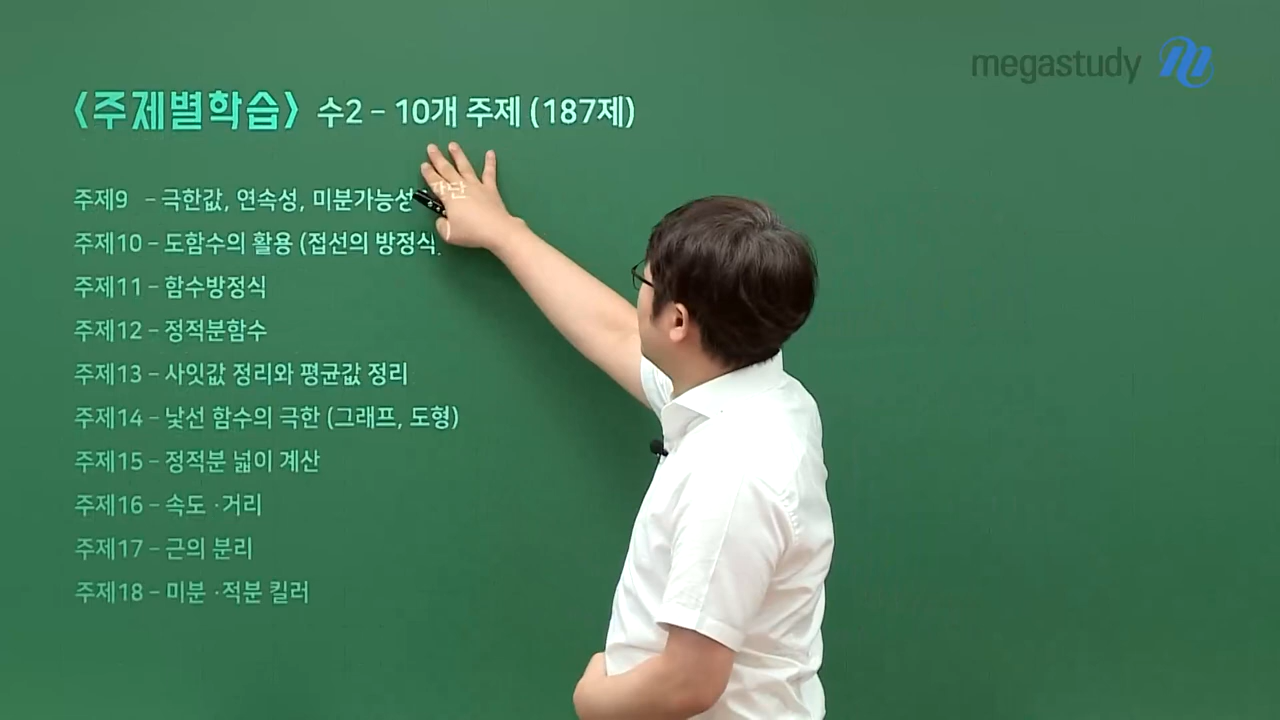 megastudy
〈주제별학습〉 수2 - 10개 주제 (187제)
주제9 - 극한값, 연속성, 미분가능성 판단
주제10 - 도함수의 활용 (접선의 방정식)
주제11 - 함수방정식
주제12 - 정적분함수
주제13 - 사잇값 정리와 평균값 정리
주제14 - 낯선 함수의 극한 (그래프, 도형)
주제15 - 정적분 넓이 계산
주제16 - 속도 · 거리
주제17 - 근의 분리
주제18 - 미분 · 적분 킬러